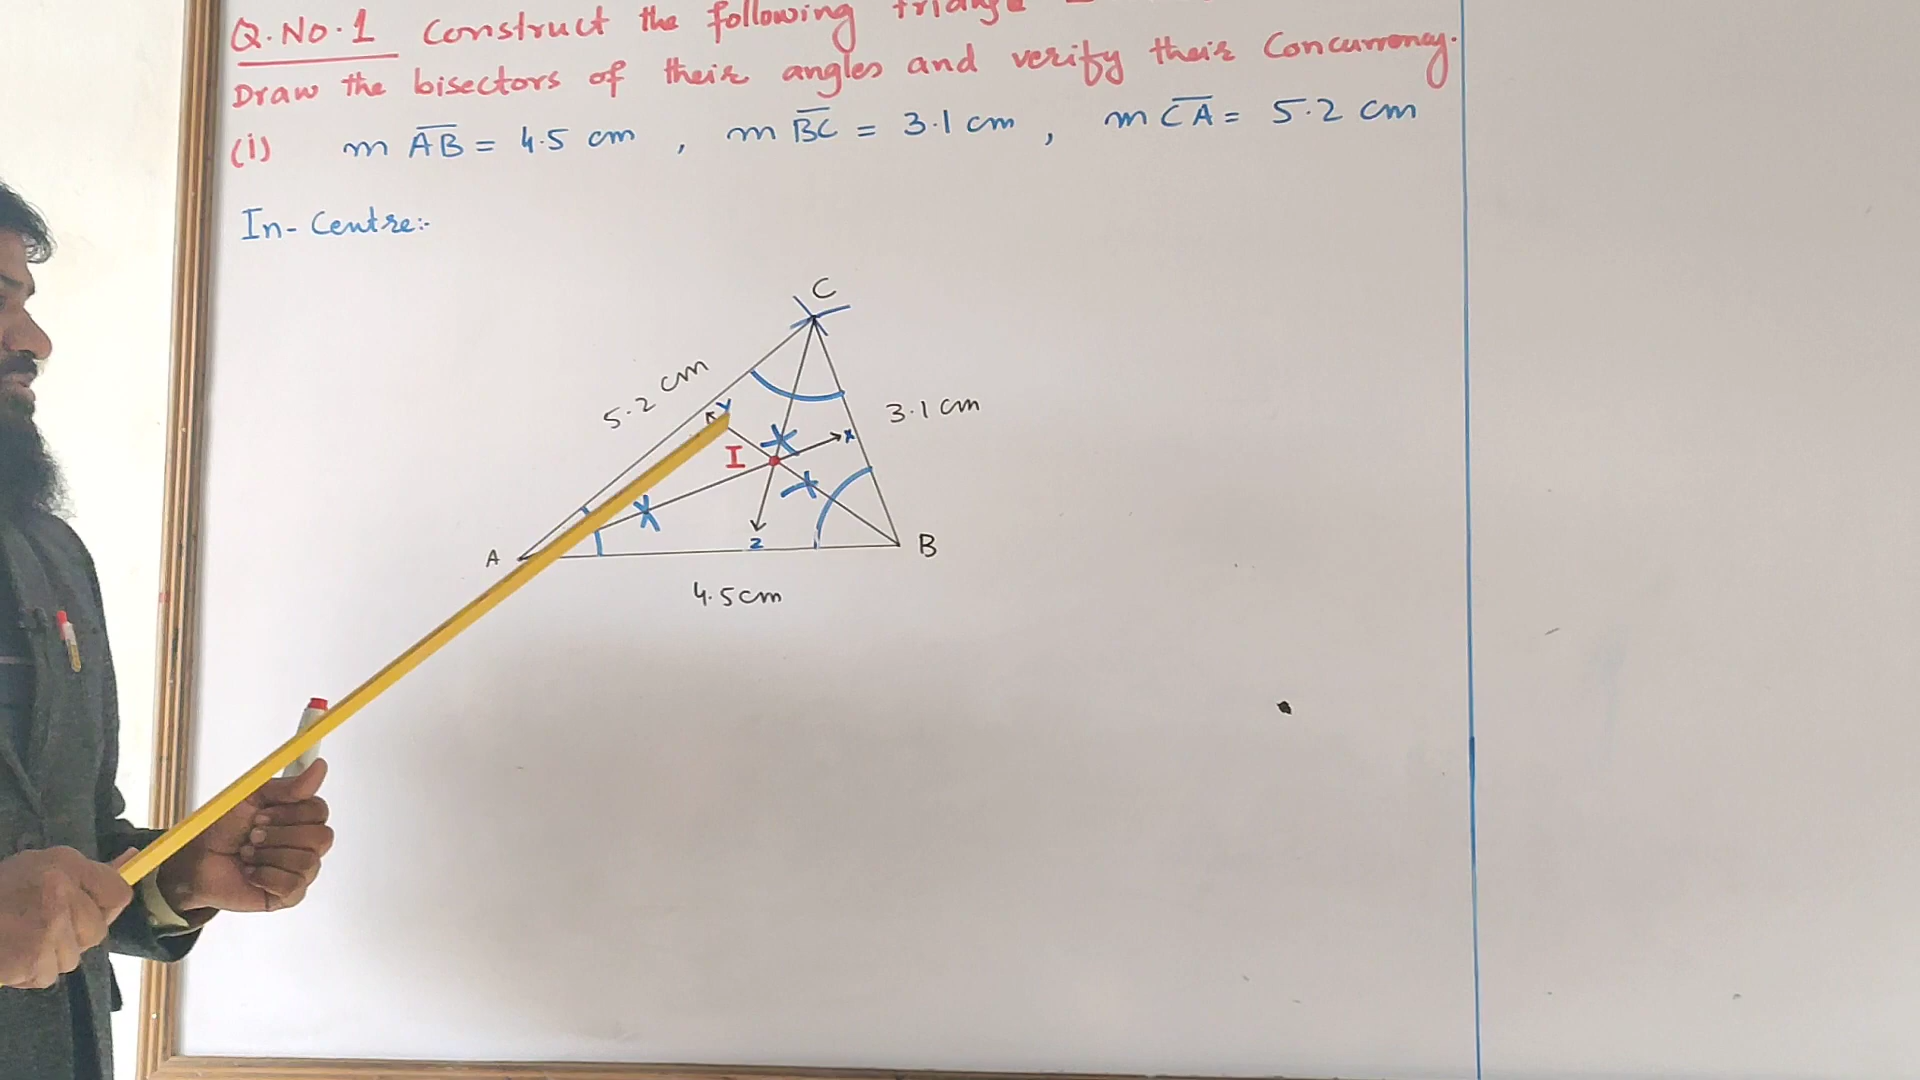 Q.No.1 Construct the following
Draw the bisectors of their angles and verify their Concurrency.
(i) m AB = 4.5 cm , m BC = 3.1 cm , m CA = 5.2 cm
In-Centre:-
C
5.2 cm
3.1 cm
Y
I
x
z
A
B
4.5cm